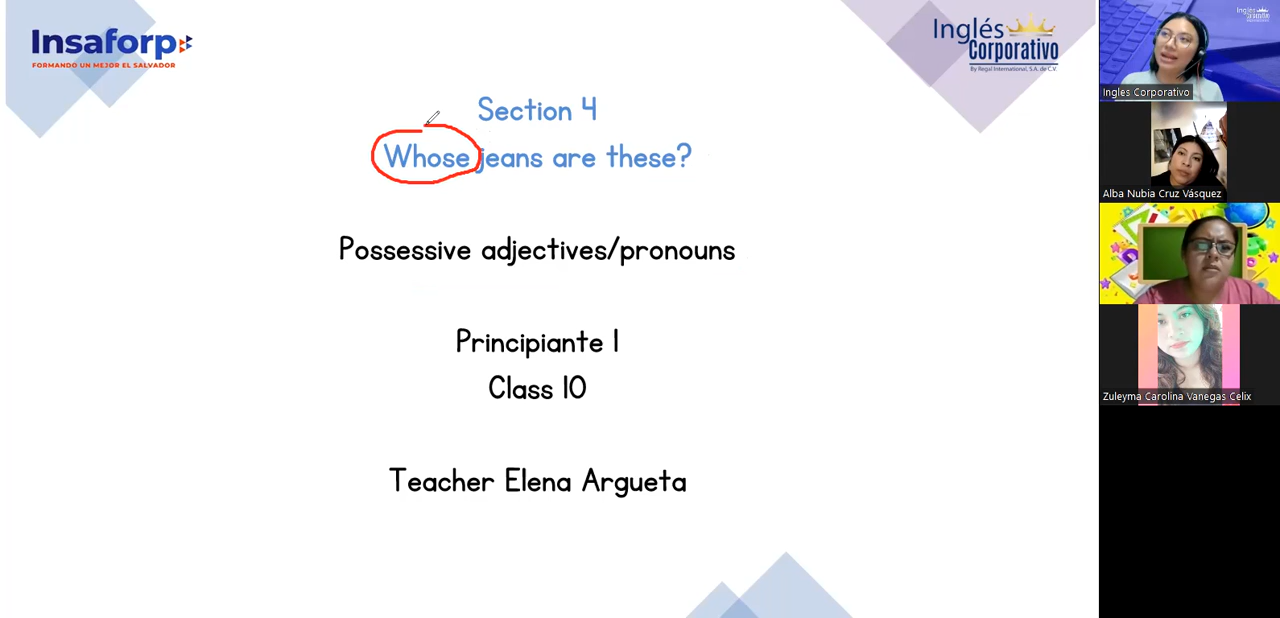 Insaforp
FORMANDO UN MEJOR EL SALVADOR
Inglés
Corporativo
By Regul International, S.A. de C.V.
Section 4
Whose jeans are these?
Possessive adjectives/pronouns
Principiante 1
Class 10
Teacher Elena Argueta
Ingles Corporativo
Alba Nubia Cruz Vásquez
Zuleyma Carolina Vanegas Celix